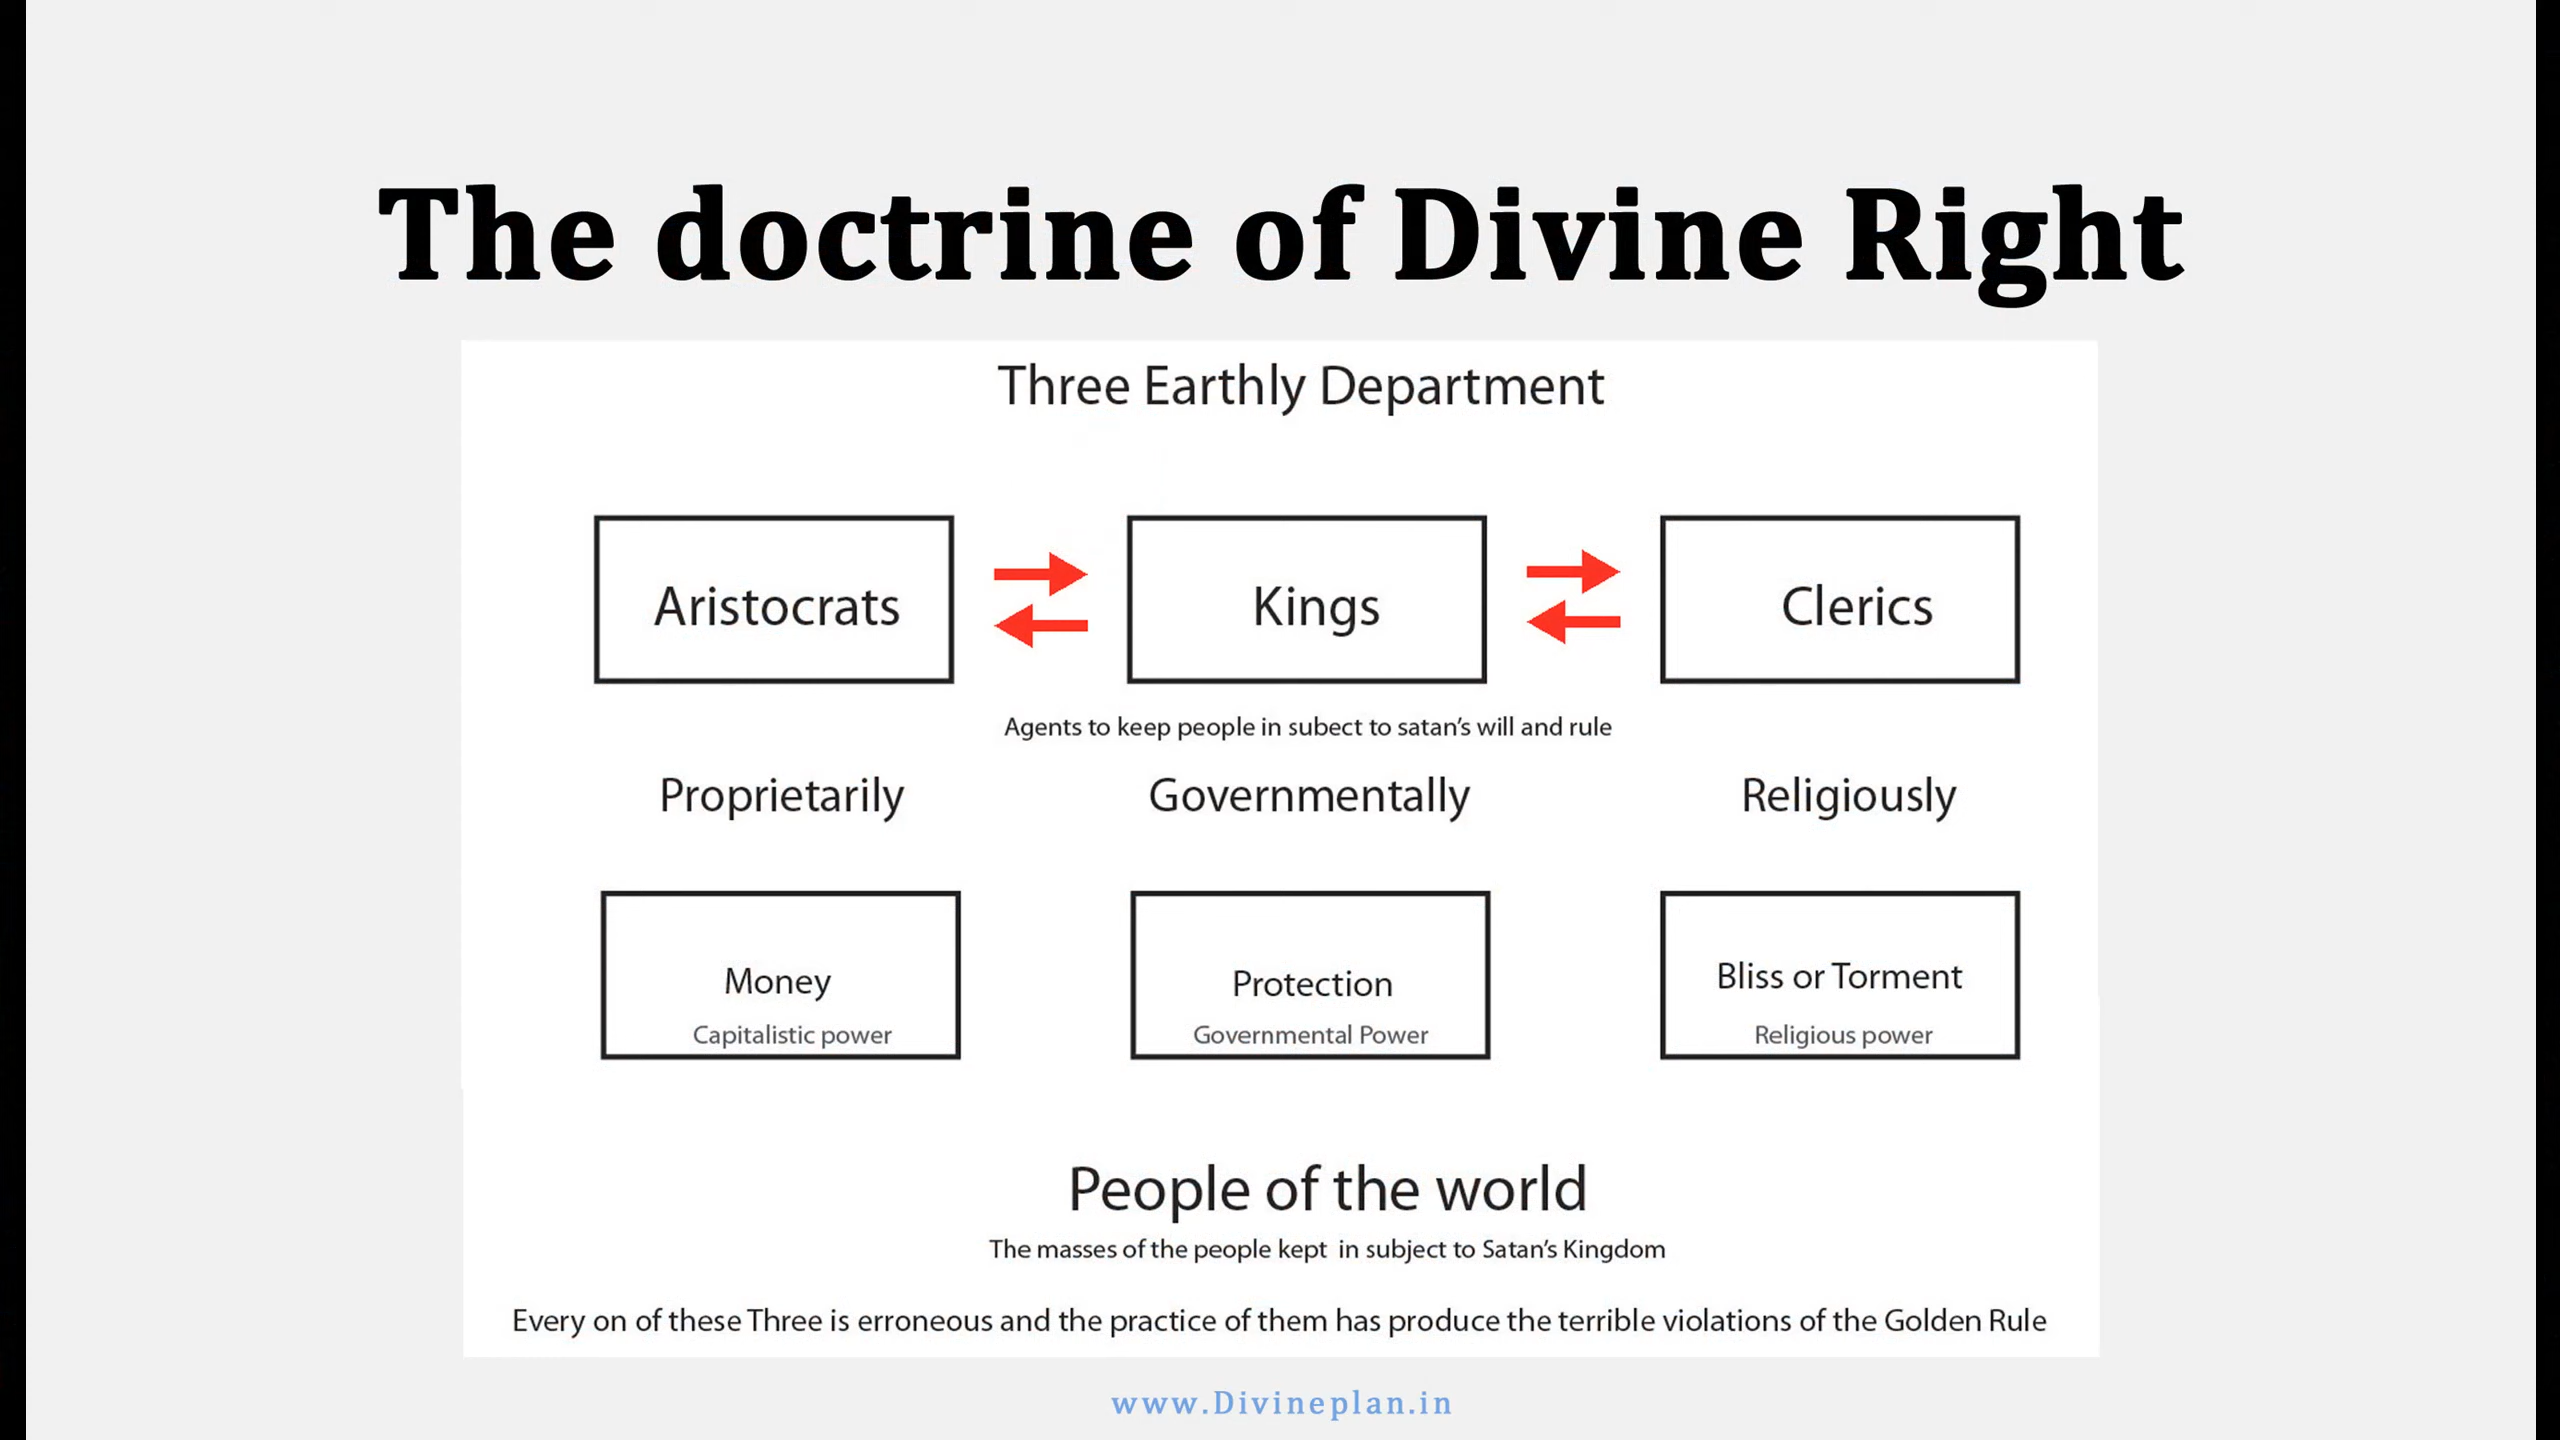 The doctrine of Divine Right
Three Earthly Department
Aristocrats
Kings
Clerics
Agents to keep people in subect to satan's will and rule
Proprietarily
Governmentally
Religiously
Money
Capitalistic power
Protection
Governmental Power
Bliss or Torment
Religious power
People of the world
The masses of the people kept in subject to Satan's Kingdom
Every on of these Three is erroneous and the practice of them has produce the terrible violations of the Golden Rule
www.Divineplan.in